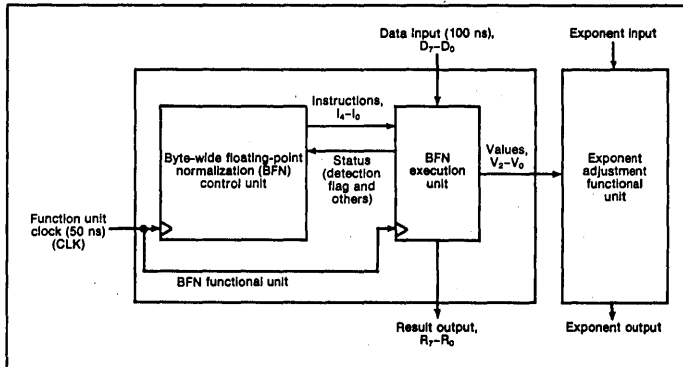 Data input (100 ns),
D₇–D₀
Exponent input
Instructions,
I₄–I₀
Byte-wide floating-point
normalization (BFN)
control unit
Status
(detection
flag and
others)
BFN
execution
unit
Values,
V₂–V₀
Exponent
adjustment
functional
unit
Function unit
clock (50 ns)
(CLK)
BFN functional unit
Result output,
R₇–R₀
Exponent output